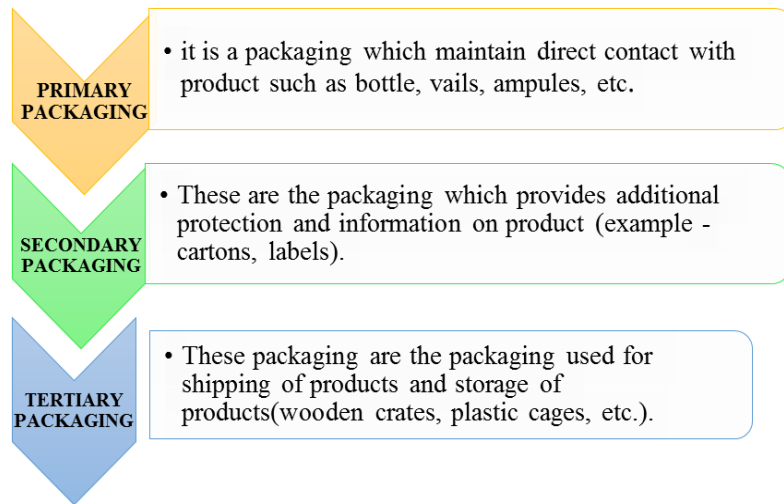 PRIMARY
PACKAGING
• it is a packaging which maintain direct contact with
product such as bottle, vails, ampules, etc.
SECONDARY
PACKAGING
• These are the packaging which provides additional
protection and information on product (example -
cartons, labels).
TERTIARY
PACKAGING
• These packaging are the packaging used for
shipping of products and storage of
products(wooden crates, plastic cages, etc.).